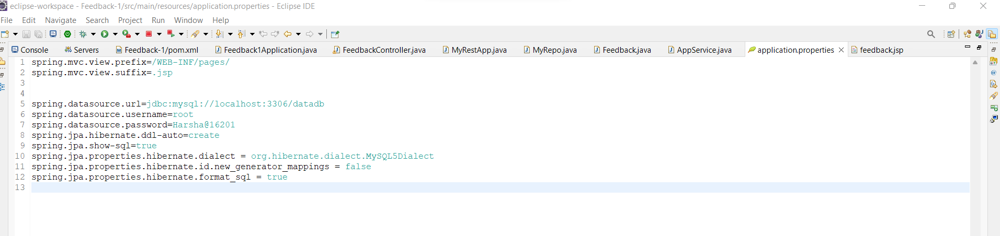 eclipse-workspace - Feedback-1/src/main/resources/application.properties - Eclipse IDE
File Edit Navigate Search Project Run Window Help
Console Servers Feedback-1/pom.xml Feedback1Application.java FeedbackController.java MyRestApp.java MyRepo.java Feedback.java AppService.java application.properties feedback.jsp
1 spring.mvc.view.prefix=/WEB-INF/pages/
2 spring.mvc.view.suffix=.jsp
3
4
5 spring.datasource.url=jdbc:mysql://localhost:3306/datadb
6 spring.datasource.username=root
7 spring.datasource.password=Harsha@16201
8 spring.jpa.hibernate.ddl-auto=create
9 spring.jpa.show-sql=true
10 spring.jpa.properties.hibernate.dialect = org.hibernate.dialect.MySQL5Dialect
11 spring.jpa.properties.hibernate.id.new_generator_mappings = false
12 spring.jpa.properties.hibernate.format_sql = true
13